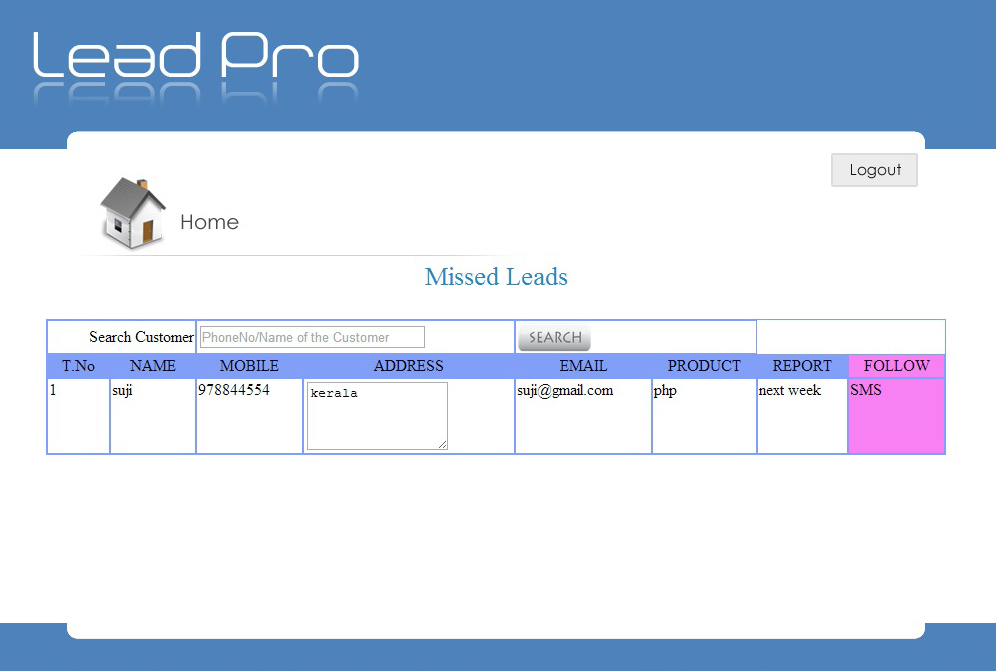 Lead Pro
Logout
Home
Missed Leads
Search Customer PhoneNo/Name of the Customer SEARCH
T.No NAME MOBILE ADDRESS EMAIL PRODUCT REPORT FOLLOW
1 suji 978844554 kerala suji@gmail.com php next week SMS